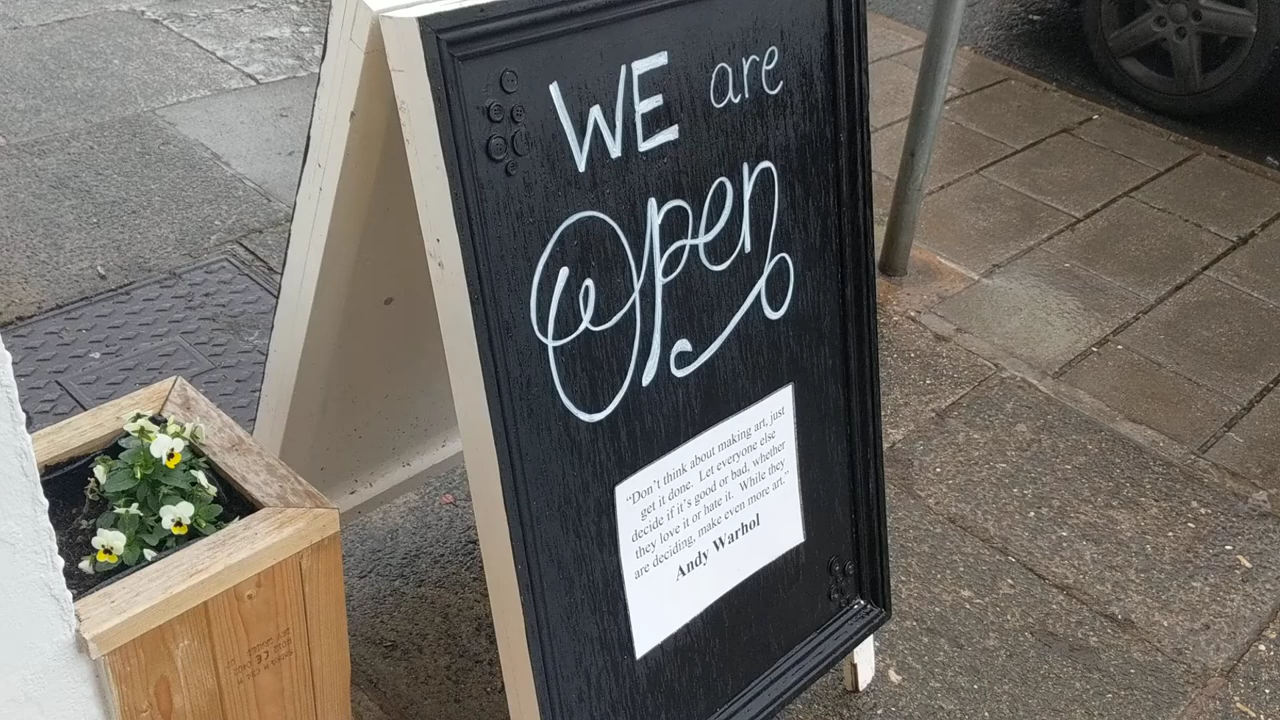 WE are
Open
“Don’t think about making art, just
get it done. Let everyone else
decide if it’s good or bad, whether
they love it or hate it. While they
are deciding, make even more art.”
Andy Warhol